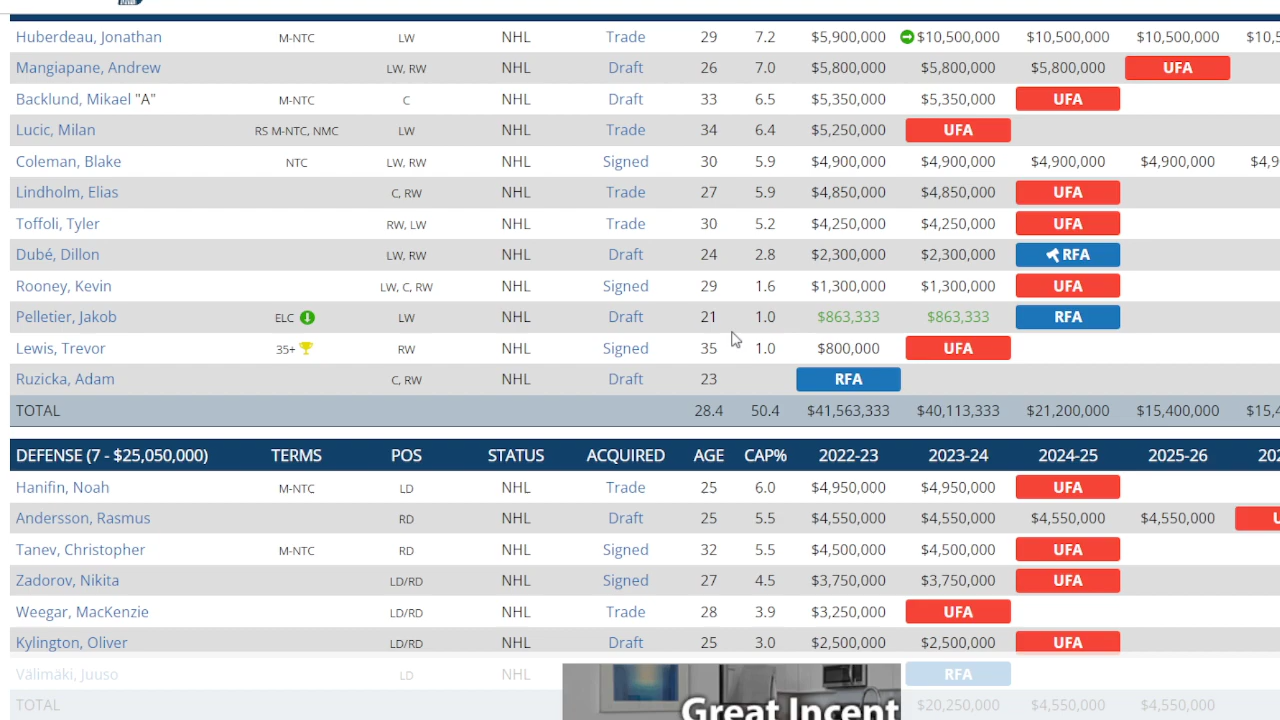 Huberdeau, Jonathan M-NTC LW NHL Trade 29 7.2 $5,900,000 $10,500,000 $10,500,000 $10,500,000 $10,5
Mangiapane, Andrew LW, RW NHL Draft 26 7.0 $5,800,000 $5,800,000 $5,800,000 UFA
Backlund, Mikael "A" M-NTC C NHL Draft 33 6.5 $5,350,000 $5,350,000 UFA
Lucic, Milan RS M-NTC, NMC LW NHL Trade 34 6.4 $5,250,000 UFA
Coleman, Blake NTC LW, RW NHL Signed 30 5.9 $4,900,000 $4,900,000 $4,900,000 $4,900,000 $4,9
Lindholm, Elias C, RW NHL Trade 27 5.9 $4,850,000 $4,850,000 UFA
Toffoli, Tyler RW, LW NHL Trade 30 5.2 $4,250,000 $4,250,000 UFA
Dubé, Dillon LW, RW NHL Draft 24 2.8 $2,300,000 $2,300,000 RFA
Rooney, Kevin LW, C, RW NHL Signed 29 1.6 $1,300,000 $1,300,000 UFA
Pelletier, Jakob ELC LW NHL Draft 21 1.0 $863,333 $863,333 RFA
Lewis, Trevor 35+ RW NHL Signed 35 1.0 $800,000 UFA
Ruzicka, Adam C, RW NHL Draft 23 RFA
TOTAL 28.4 50.4 $41,563,333 $40,113,333 $21,200,000 $15,400,000 $15,4
DEFENSE (7 - $25,050,000) TERMS POS STATUS ACQUIRED AGE CAP% 2022-23 2023-24 2024-25 2025-26 202
Hanifin, Noah M-NTC LD NHL Trade 25 6.0 $4,950,000 $4,950,000 UFA
Andersson, Rasmus RD NHL Draft 25 5.5 $4,550,000 $4,550,000 $4,550,000 $4,550,000 U
Tanev, Christopher M-NTC RD NHL Signed 32 5.5 $4,500,000 $4,500,000 UFA
Zadorov, Nikita LD/RD NHL Signed 27 4.5 $3,750,000 $3,750,000 UFA
Weegar, MacKenzie LD/RD NHL Trade 28 3.9 $3,250,000 UFA
Kylington, Oliver LD/RD NHL Draft 25 3.0 $2,500,000 $2,500,000 UFA
Välimäki, Juuso LD NHL RFA
TOTAL $20,250,000 $4,550,000 $4,550,000
Great Incent